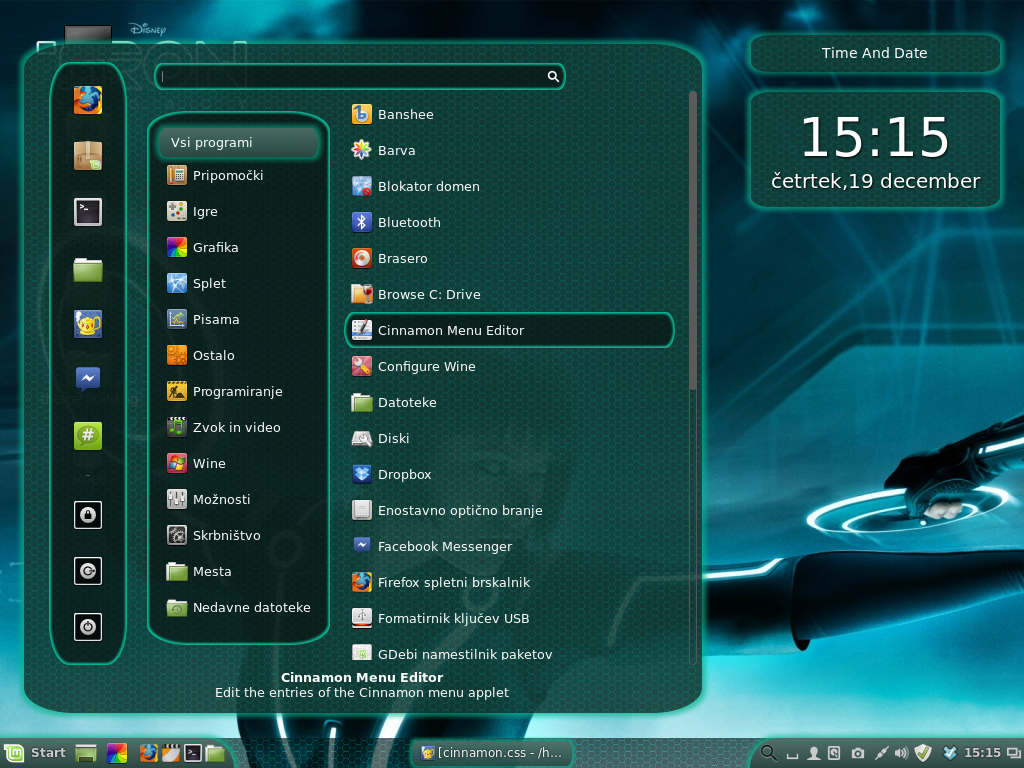 DISNEY
TRON
Time And Date
15:15
četrtek,19 december
Vsi programi
Pripomočki
Igre
Grafika
Splet
Pisarna
Ostalo
Programiranje
Zvok in video
Wine
Možnosti
Skrbništvo
Mesta
Nedavne datoteke
Banshee
Barva
Blokator domen
Bluetooth
Brasero
Browse C: Drive
Cinnamon Menu Editor
Configure Wine
Datoteke
Diski
Dropbox
Enostavno optično branje
Facebook Messenger
Firefox spletni brskalnik
Formatirnik ključev USB
GDebi namestilnik paketov
Cinnamon Menu Editor
Edit the entries of the Cinnamon menu applet
Start
[cinnamon.css - /h...
15:15